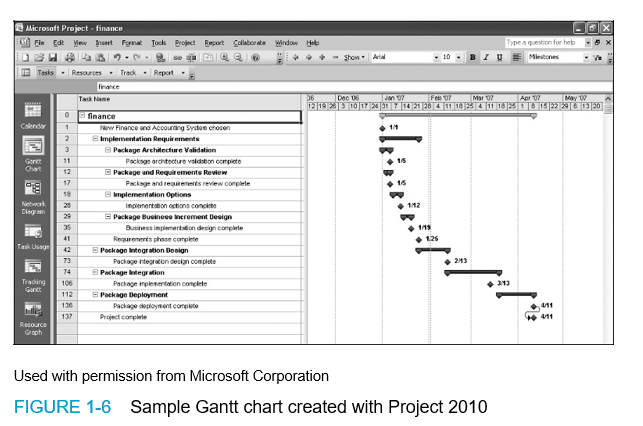 Microsoft Project - finance
File Edit View Insert Format Tools Project Report Collaborate Window Help Type a question for help
Show Arial 10 B I U Milestones
Tasks Resources Track Report
finance
Task Name
06 Dec '06 Jan '07 Feb '07 Mar '07 Apr '07 May '07
12 19 26 3 10 17 24 31 7 14 21 28 4 11 18 25 4 11 18 25 1 8 15 22 29 6 13 20
0 finance
1 New Finance and Accounting System chosen 1/1
2 Implementation Requirements
3 Package Architecture Validation
11 Package architecture validation complete 1/5
12 Package and Requirements Review
17 Package and requirements review complete 1/5
18 Implementation Options
28 Implementation options complete 1/12
29 Package Business Increment Design
35 Business implementation design complete 1/19
41 Requirements phase complete 1/25
42 Package Integration Design
73 Package integration design complete 2/13
74 Package Integration
106 Package implementation complete 3/13
112 Package Deployment
136 Package deployment complete 4/11
137 Project complete 4/11
Calendar
Gantt
Chart
Network
Diagram
Task Usage
Tracking
Gantt
Resource
Graph
Used with permission from Microsoft Corporation
FIGURE 1-6 Sample Gantt chart created with Project 2010